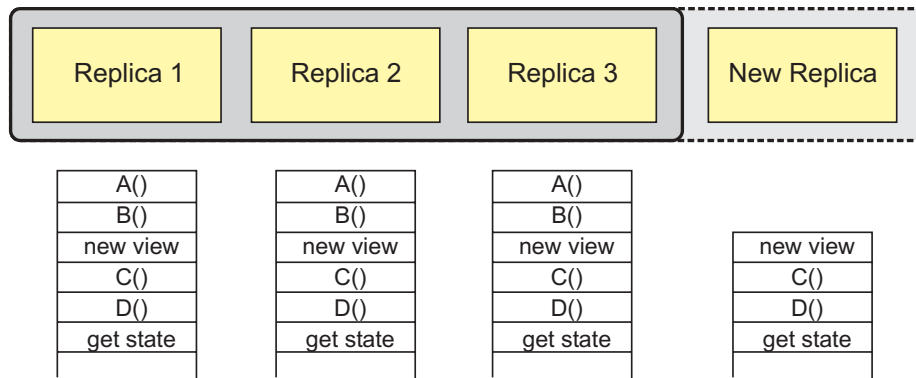 Replica 1
Replica 2
Replica 3
New Replica
A()
B()
new view
C()
D()
get state
A()
B()
new view
C()
D()
get state
A()
B()
new view
C()
D()
get state
new view
C()
D()
get state